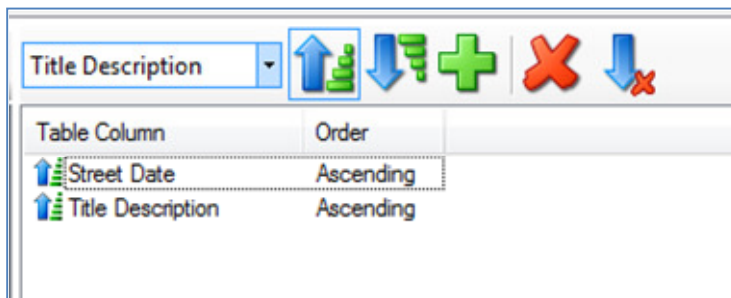 Title Description
Table Column Order
Street Date Ascending
Title Description Ascending